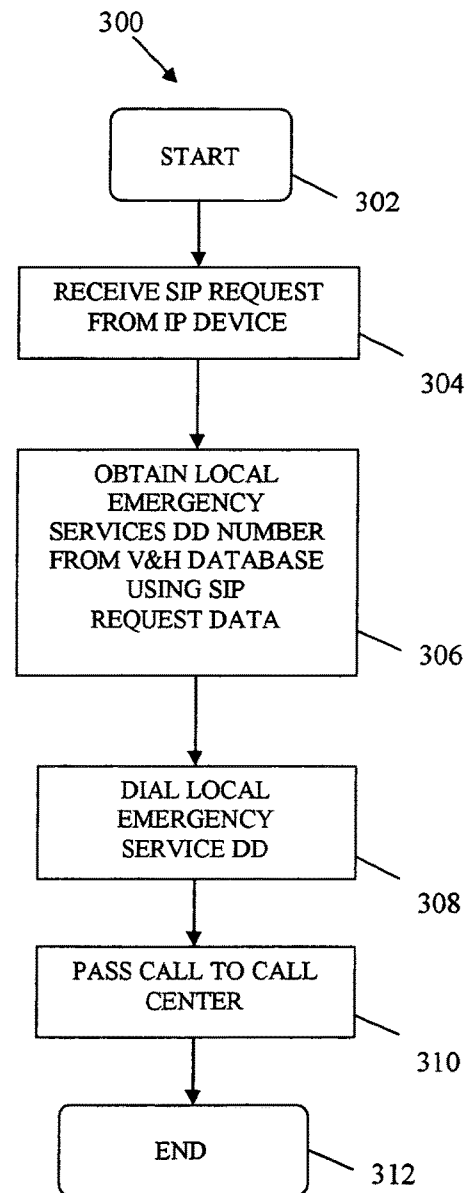 300
START
302
RECEIVE SIP REQUEST
FROM IP DEVICE
304
OBTAIN LOCAL
EMERGENCY
SERVICES DD NUMBER
FROM V&H DATABASE
USING SIP
REQUEST DATA
306
DIAL LOCAL
EMERGENCY
SERVICE DD
308
PASS CALL TO CALL
CENTER
310
END
312